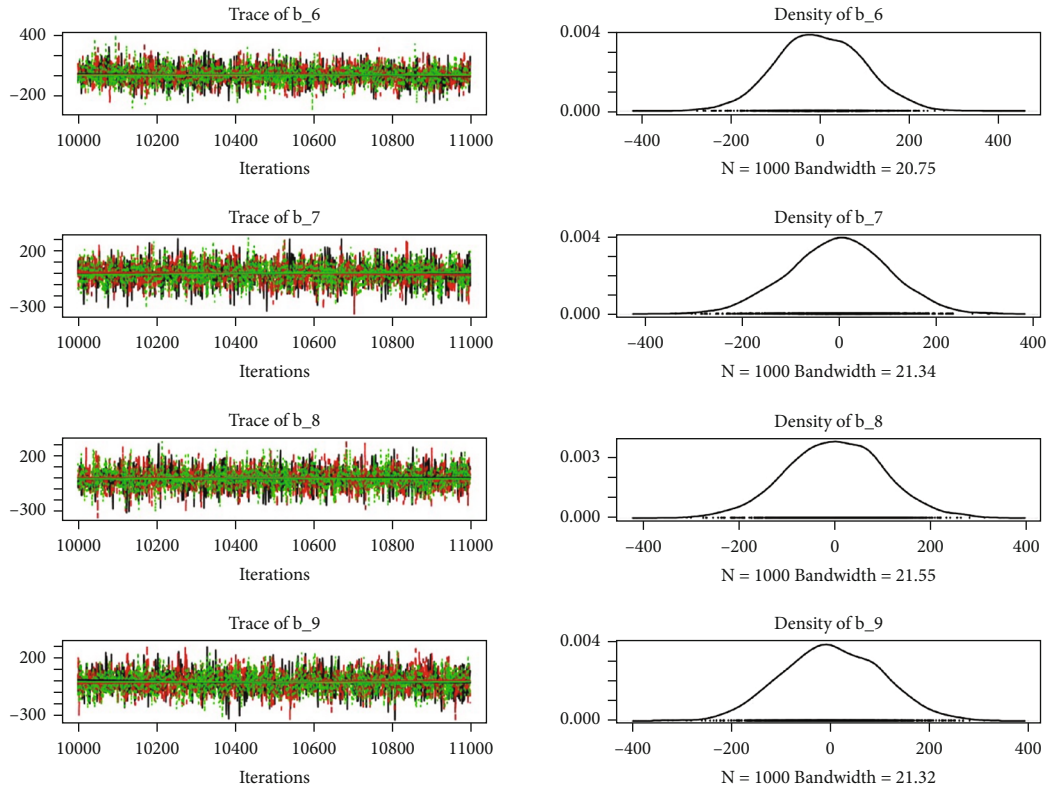 Trace of b_6
400
−200
10000 10200 10400 10600 10800 11000
Iterations
Density of b_6
0.004
0.000
−400 −200 0 200 400
N = 1000 Bandwidth = 20.75
Trace of b_7
200
−300
10000 10200 10400 10600 10800 11000
Iterations
Density of b_7
0.004
0.000
−400 −200 0 200 400
N = 1000 Bandwidth = 21.34
Trace of b_8
200
−300
10000 10200 10400 10600 10800 11000
Iterations
Density of b_8
0.003
0.000
−400 −200 0 200 400
N = 1000 Bandwidth = 21.55
Trace of b_9
200
−300
10000 10200 10400 10600 10800 11000
Iterations
Density of b_9
0.004
0.000
−400 −200 0 200 400
N = 1000 Bandwidth = 21.32